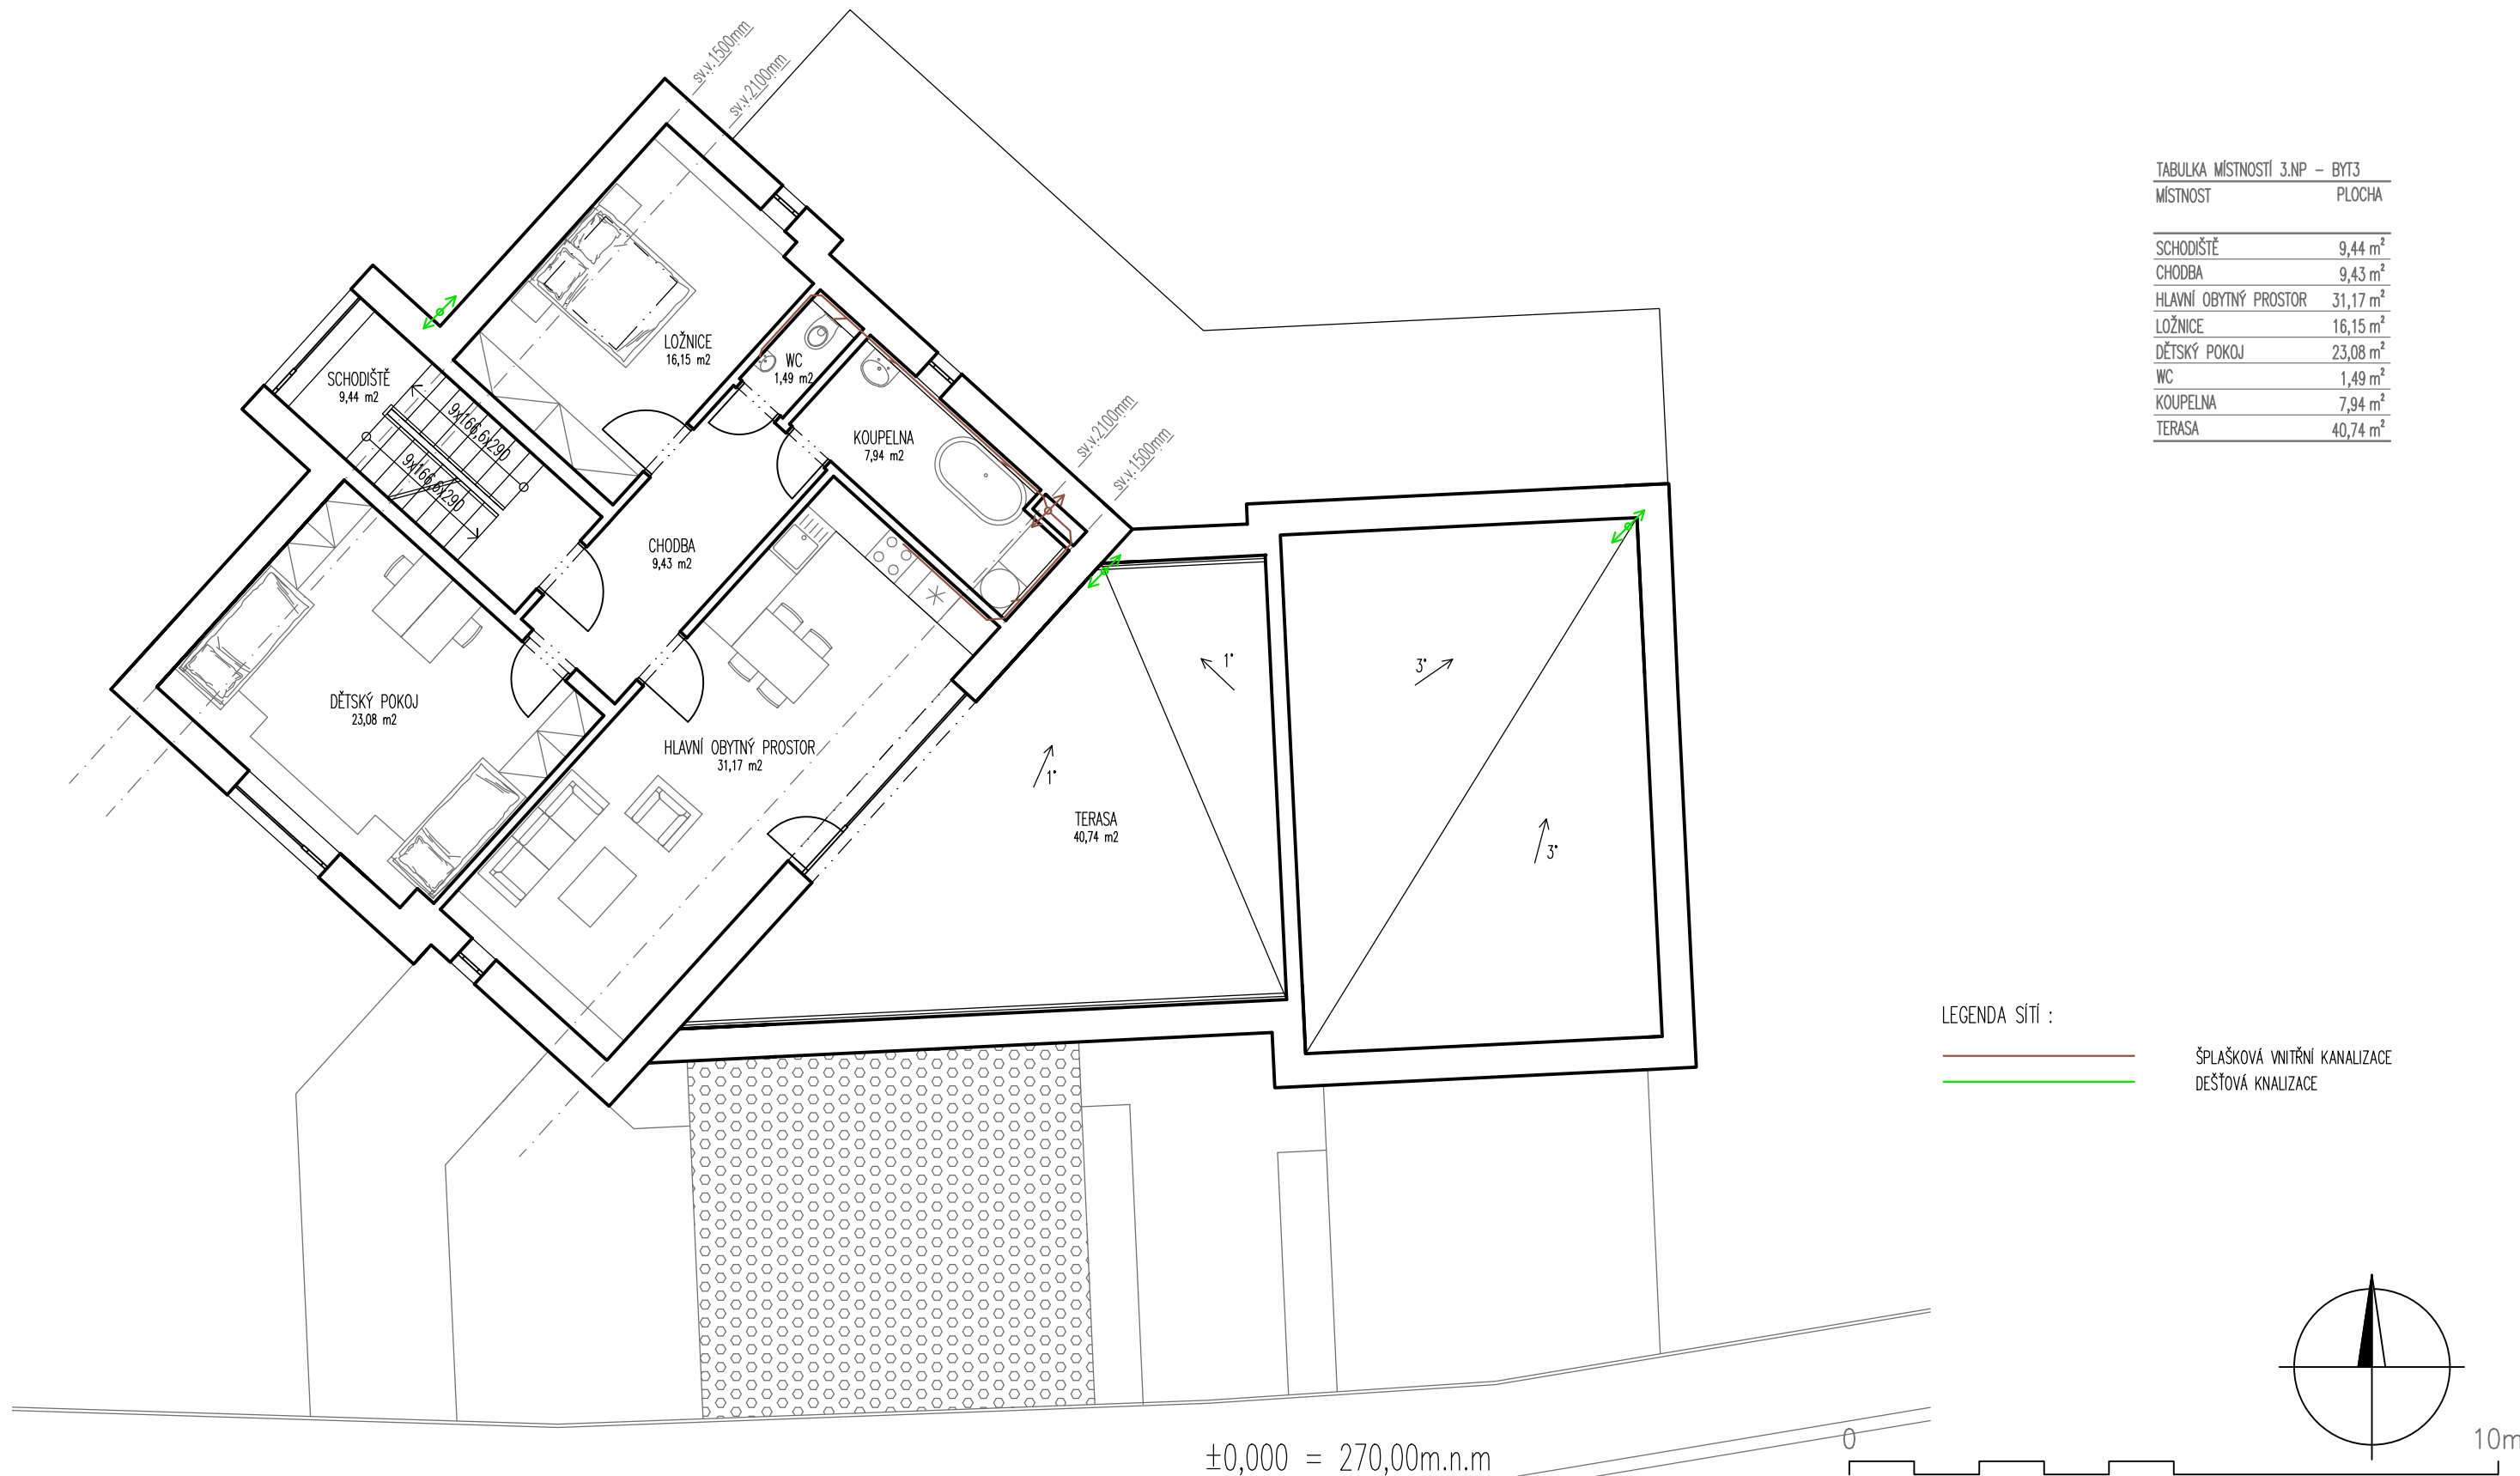 sv.v.1500mm
sv.v.2100mm
TABULKA MÍSTNOSTÍ 3.NP - BYT3
MÍSTNOST PLOCHA
SCHODIŠTĚ 9,44 m²
CHODBA 9,43 m²
HLAVNÍ OBYTNÝ PROSTOR 31,17 m²
LOŽNICE 16,15 m²
DĚTSKÝ POKOJ 23,08 m²
WC 1,49 m²
KOUPELNA 7,94 m²
TERASA 40,74 m²
LOŽNICE
16,15 m2
WC
1,49 m2
SCHODIŠTĚ
9,44 m2
9x166,6x290
9x166,6x290
KOUPELNA
7,94 m2
sv.v.2100mm
sv.v.1500mm
CHODBA
9,43 m2
DĚTSKÝ POKOJ
23,08 m2
HLAVNÍ OBYTNÝ PROSTOR
31,17 m2
1°
1°
3°
3°
TERASA
40,74 m2
LEGENDA SÍTÍ :
ŠPLAŠKOVÁ VNITŘNÍ KANALIZACE
DEŠŤOVÁ KNALIZACE
±0,000 = 270,00m.n.m
0 10m